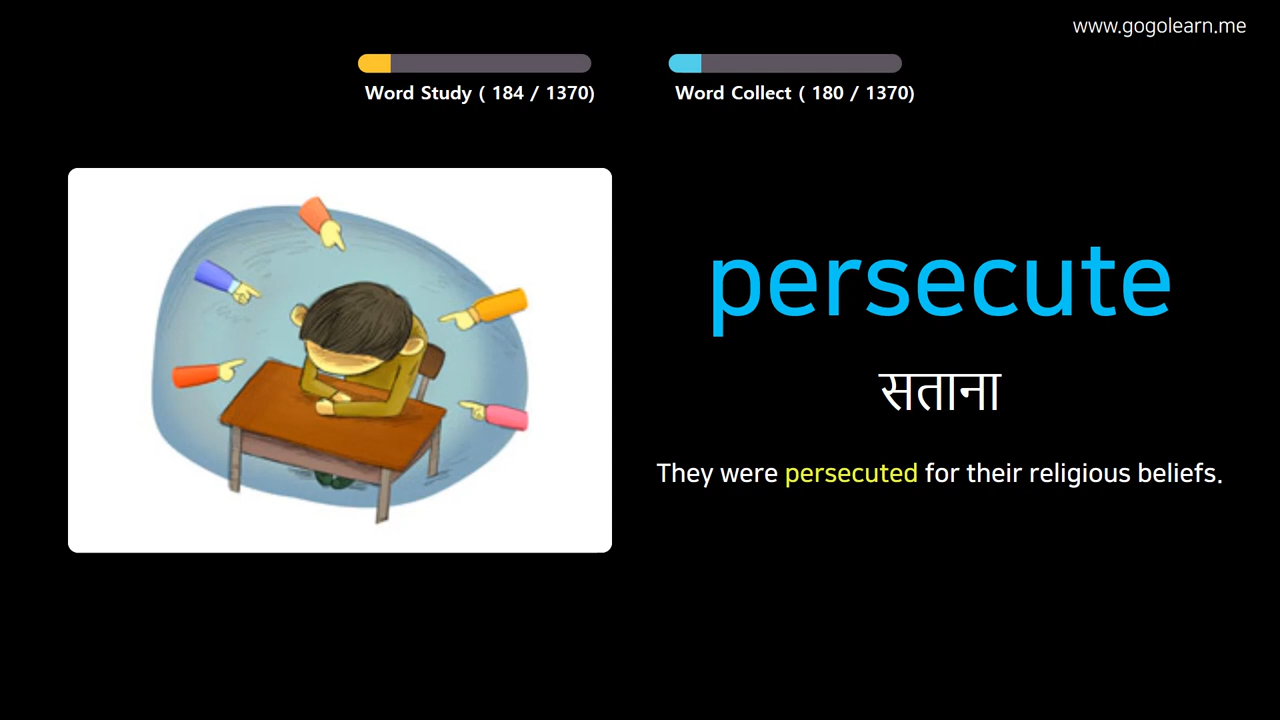 www.gogolearn.me
Word Study ( 184 / 1370)
Word Collect ( 180 / 1370)
persecute
सताना
They were persecuted for their religious beliefs.